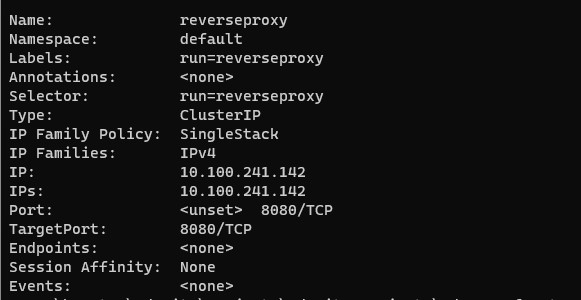 Name: reverseproxy
Namespace: default
Labels: run=reverseproxy
Annotations: <none>
Selector: run=reverseproxy
Type: ClusterIP
IP Family Policy: SingleStack
IP Families: IPv4
IP: 10.100.241.142
IPs: 10.100.241.142
Port: <unset> 8080/TCP
TargetPort: 8080/TCP
Endpoints: <none>
Session Affinity: None
Events: <none>